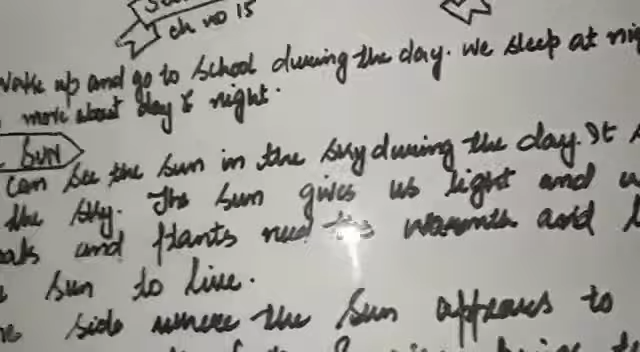 ch no 15
Wake up and go to school during the day. We sleep at
more about day & night.
Sun
can see the sun in the sky during the day. It
the sky. The sun gives us light and
and plants need its warmth and
sun to live.
side where the sun appears to